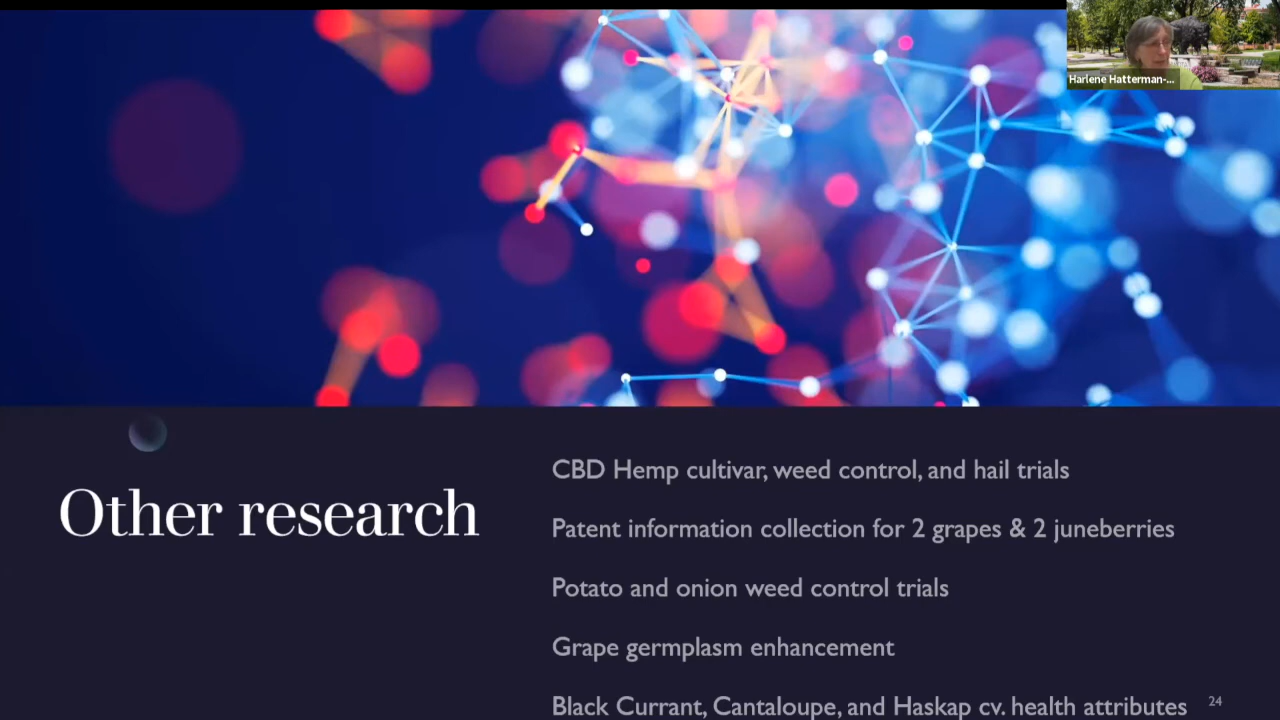 Harlene Hatterman-...
Other research
CBD Hemp cultivar, weed control, and hail trials
Patent information collection for 2 grapes & 2 juneberries
Potato and onion weed control trials
Grape germplasm enhancement
Black Currant, Cantaloupe, and Haskap cv. health attributes
24